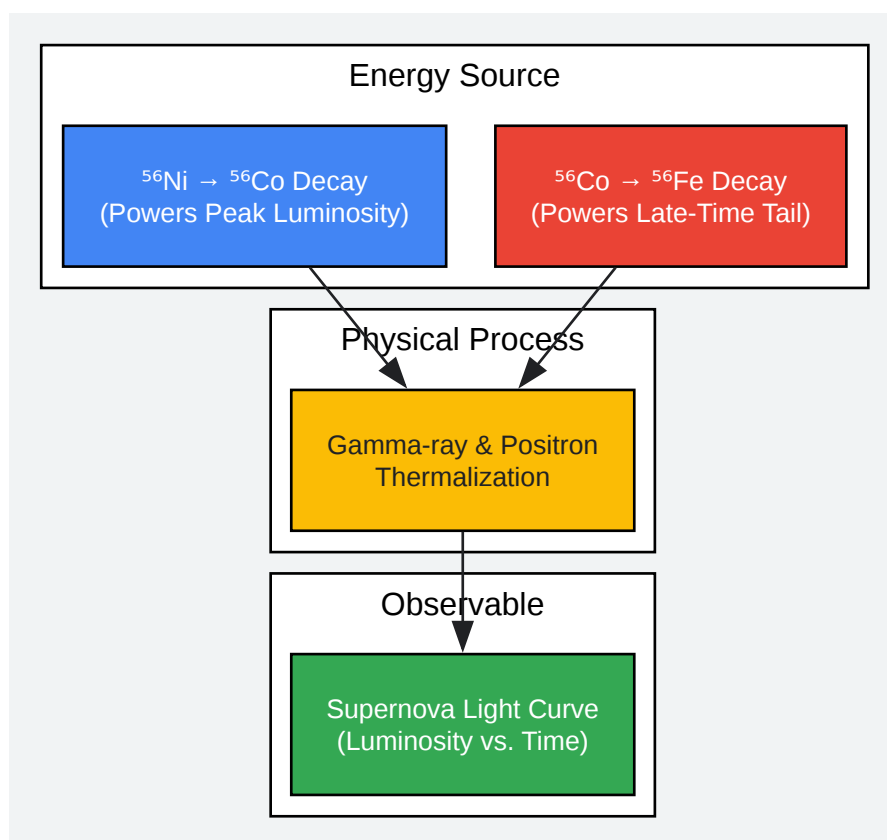 Energy Source
⁵⁶Ni → ⁵⁶Co Decay
(Powers Peak Luminosity)
⁵⁶Co → ⁵⁶Fe Decay
(Powers Late-Time Tail)
Physical Process
Gamma-ray & Positron
Thermalization
Observable
Supernova Light Curve
(Luminosity vs. Time)